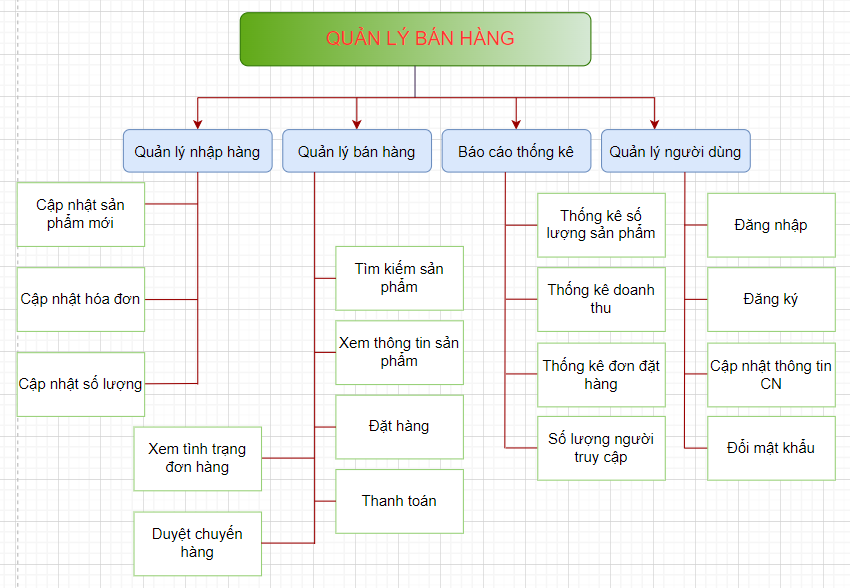 QUẢN LÝ BÁN HÀNG
Quản lý nhập hàng
Quản lý bán hàng
Báo cáo thống kê
Quản lý người dùng
Cập nhật sản
phẩm mới
Cập nhật hóa đơn
Cập nhật số lượng
Tìm kiếm sản
phẩm
Xem thông tin sản
phẩm
Đặt hàng
Thanh toán
Xem tình trạng
đơn hàng
Duyệt chuyến
hàng
Thống kê số
lượng sản phẩm
Thống kê doanh
thu
Thống kê đơn đặt
hàng
Số lượng người
truy cập
Đăng nhập
Đăng ký
Cập nhật thông tin
CN
Đổi mật khẩu